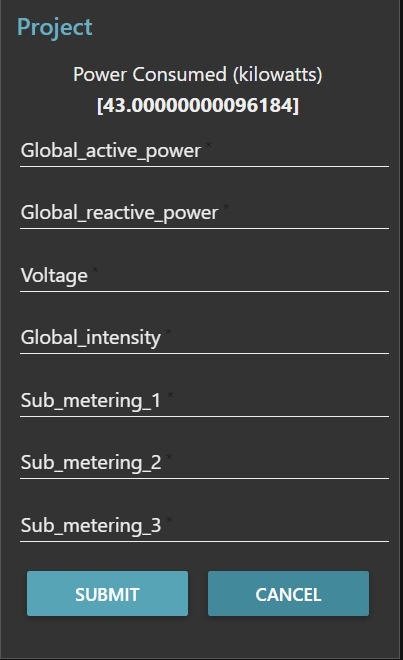 Project
Power Consumed (kilowatts)
[43.00000000096184]
Global_active_power *
Global_reactive_power *
Voltage *
Global_intensity *
Sub_metering_1 *
Sub_metering_2 *
Sub_metering_3 *
SUBMIT CANCEL